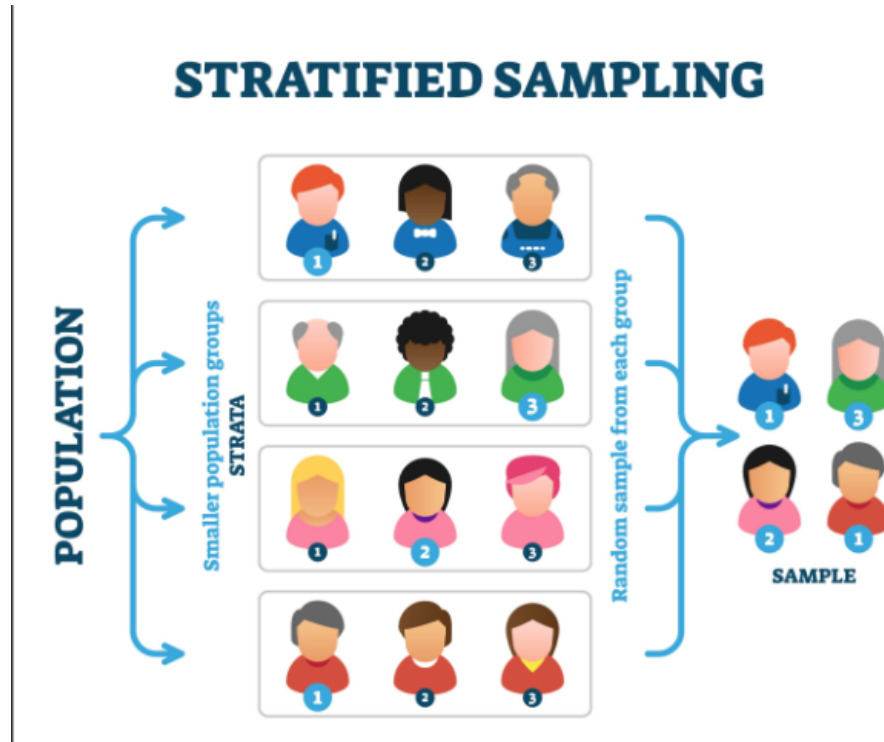 STRATIFIED SAMPLING
POPULATION
Smaller population groups
STRATA
1 2 3
1 2 3
1 2 3
1 2 3
Random sample from each group
1 3
2 1
SAMPLE